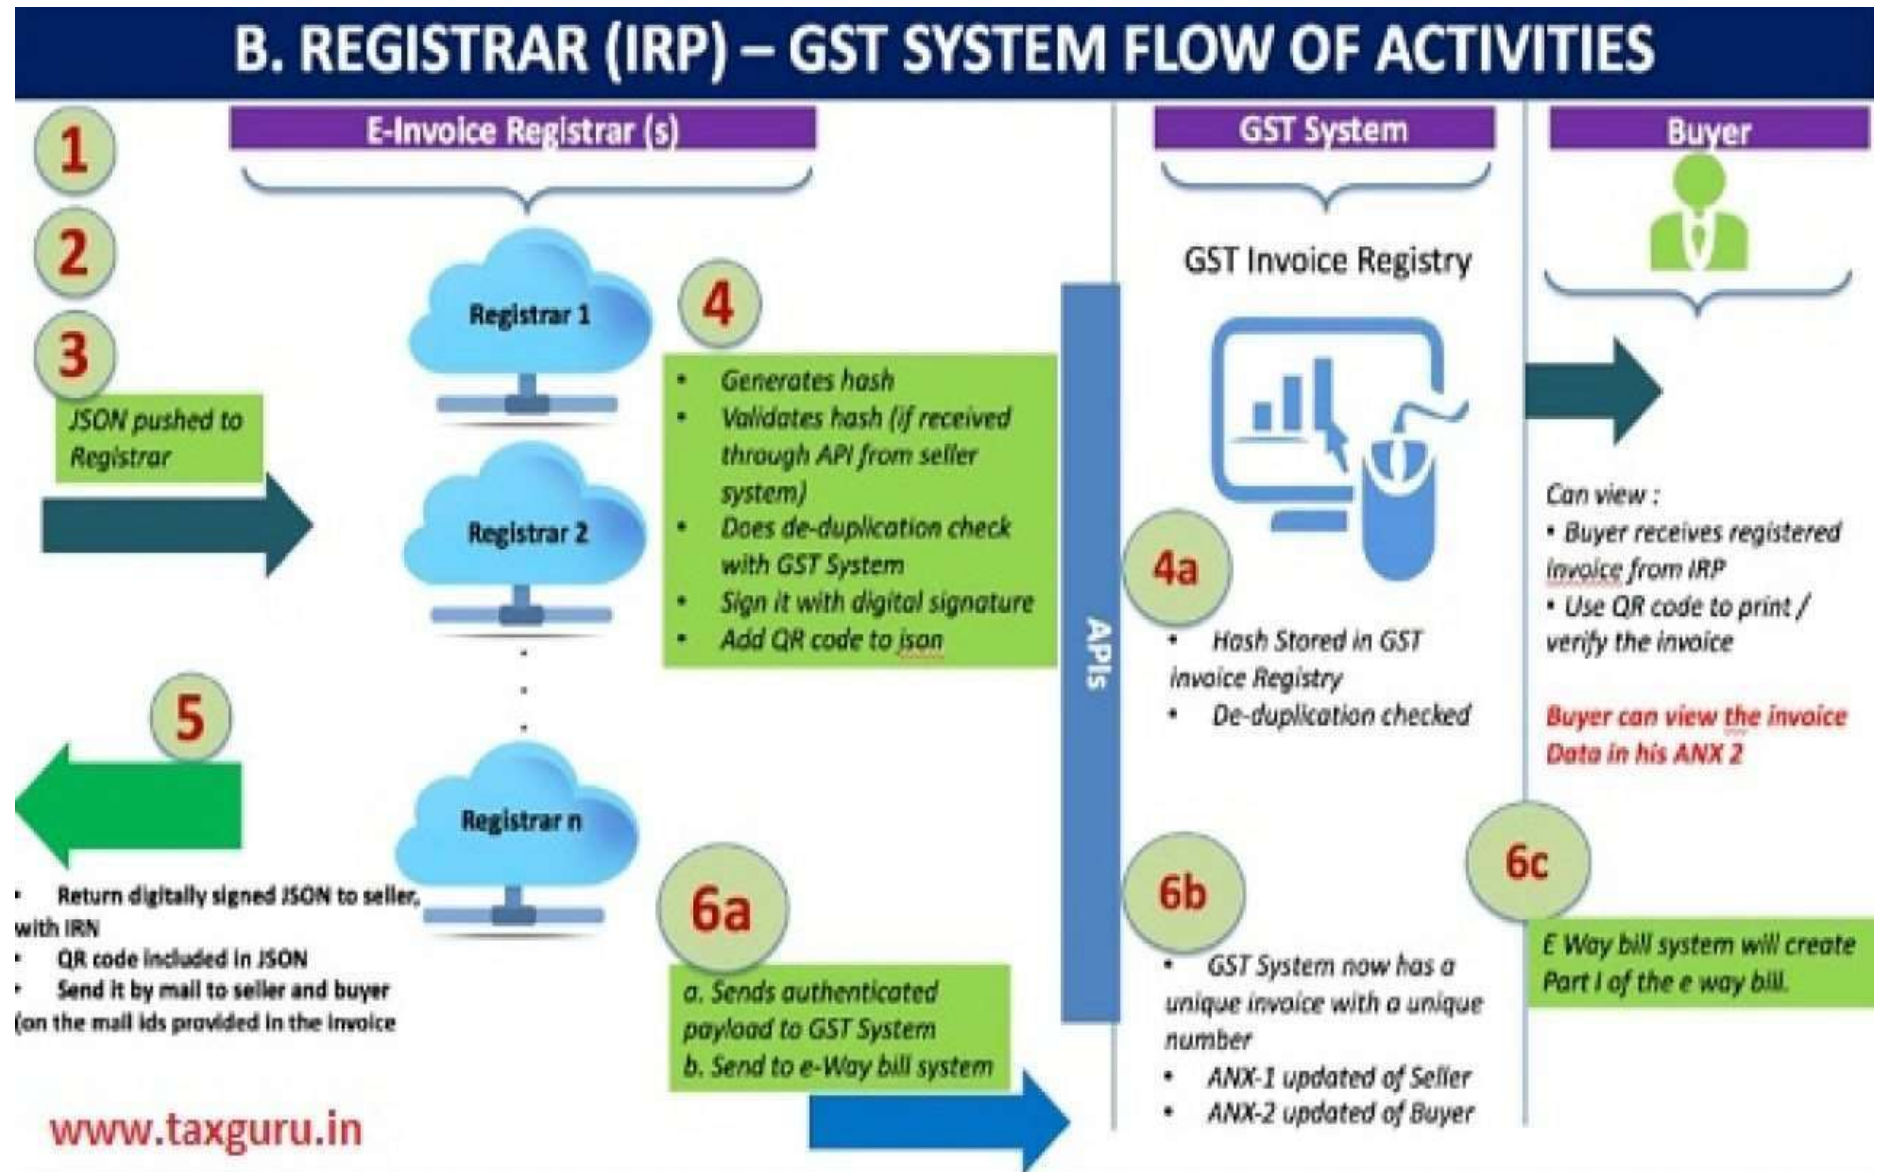 B. REGISTRAR (IRP) – GST SYSTEM FLOW OF ACTIVITIES
E-Invoice Registrar (s)
GST System
Buyer
1
2
3
JSON pushed to
Registrar
Registrar 1
Registrar 2
.
.
.
Registrar n
4
• Generates hash
• Validates hash (if received
through API from seller
system)
• Does de-duplication check
with GST System
• Sign it with digital signature
• Add QR code to json
5
• Return digitally signed JSON to seller,
with IRN
• QR code included in JSON
• Send it by mail to seller and buyer
(on the mail ids provided in the invoice
6a
a. Sends authenticated
payload to GST System
b. Send to e-Way bill system
APIs
GST Invoice Registry
4a
• Hash Stored in GST
invoice Registry
• De-duplication checked
6b
• GST System now has a
unique invoice with a unique
number
• ANX-1 updated of Seller
• ANX-2 updated of Buyer
Can view :
• Buyer receives registered
invoice from IRP
• Use QR code to print /
verify the invoice
Buyer can view the invoice
Data in his ANX 2
6c
E Way bill system will create
Part I of the e way bill.
www.taxguru.in